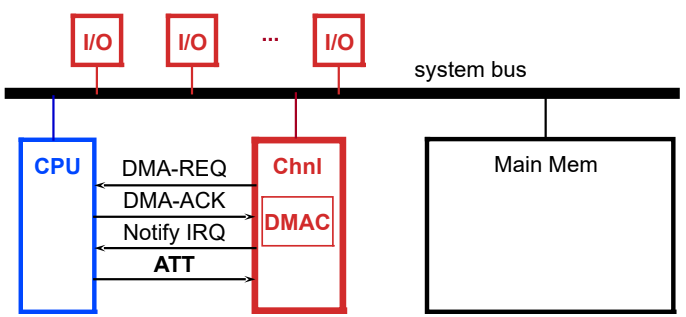 I/O I/O ... I/O
system bus
CPU
DMA-REQ
DMA-ACK
Notify IRQ
ATT
Chnl
DMAC
Main Mem